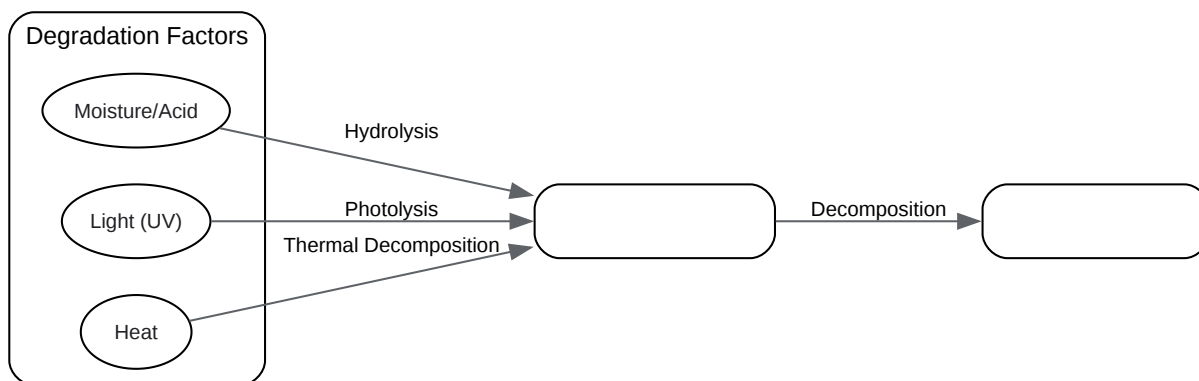 Degradation Factors
Moisture/Acid
Hydrolysis
Light (UV)
Photolysis
Decomposition
Thermal Decomposition
Heat